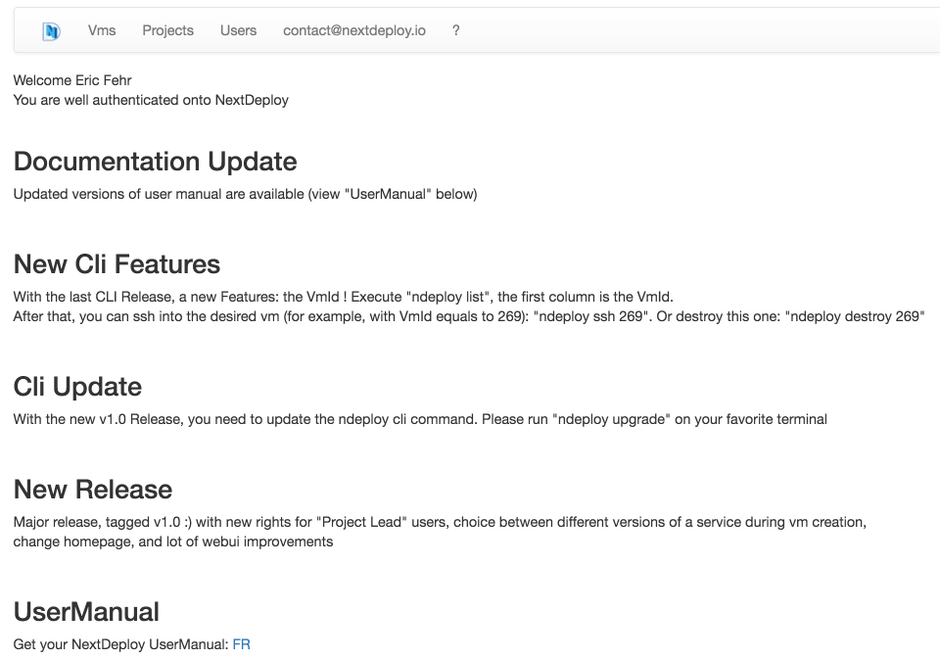 Vms Projects Users contact@nextdeploy.io ?
Welcome Eric Fehr
You are well authenticated onto NextDeploy
Documentation Update
Updated versions of user manual are available (view "UserManual" below)
New Cli Features
With the last CLI Release, a new Features: the VmId ! Execute "ndeploy list", the first column is the VmId.
After that, you can ssh into the desired vm (for example, with VmId equals to 269): "ndeploy ssh 269". Or destroy this one: "ndeploy destroy 269"
Cli Update
With the new v1.0 Release, you need to update the ndeploy cli command. Please run "ndeploy upgrade" on your favorite terminal
New Release
Major release, tagged v1.0 :) with new rights for "Project Lead" users, choice between different versions of a service during vm creation,
change homepage, and lot of webui improvements
UserManual
Get your NextDeploy UserManual: FR